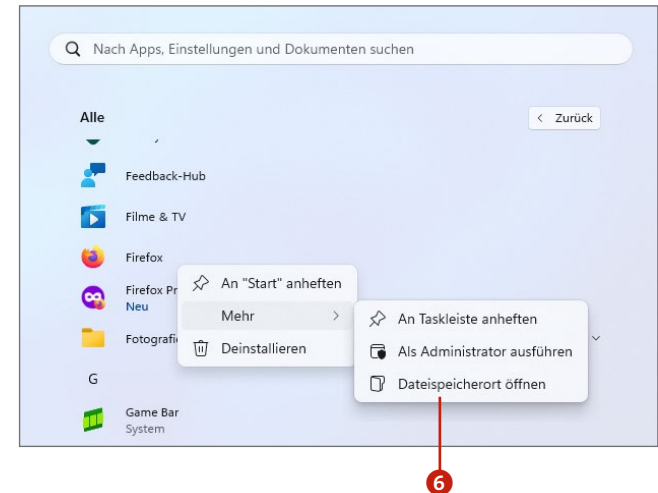 Nach Apps, Einstellungen und Dokumenten suchen
Alle
Zurück
Feedback-Hub
Filme & TV
Firefox
Firefox Pr
Neu
An "Start" anheften
Mehr
Deinstallieren
An Taskleiste anheften
Als Administrator ausführen
Dateispeicherort öffnen
Fotografi
G
Game Bar
System
6